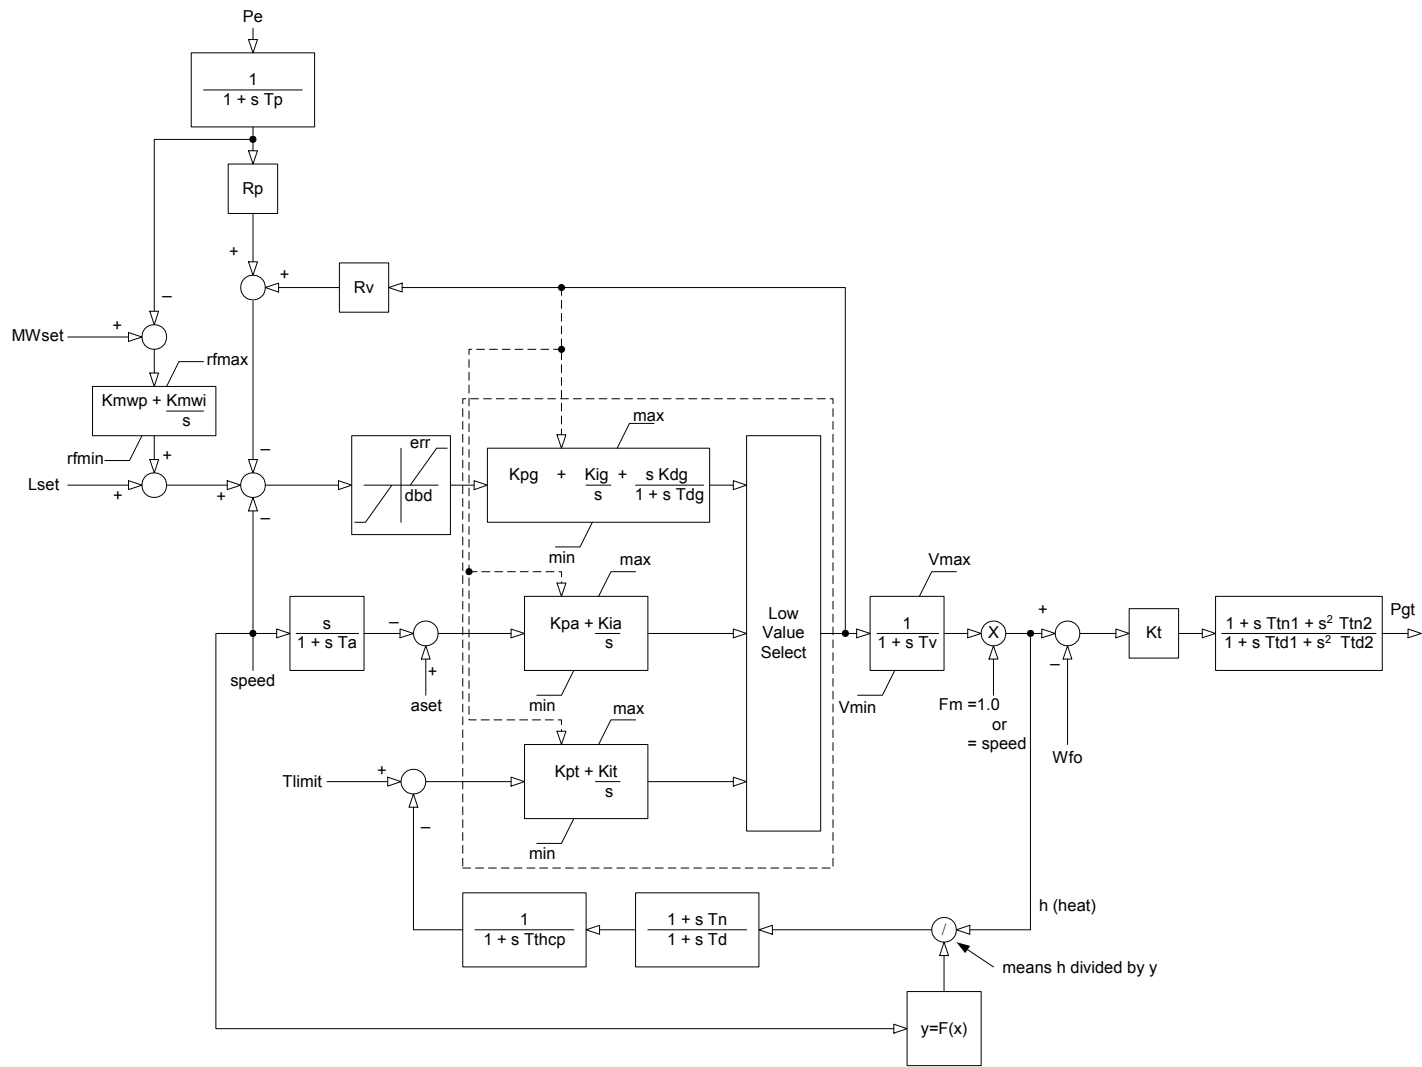 Pe
1
1 + s Tp
Rp
+
+
Rv
–
MWset
+
rfmax
Kmwp + Kmwi
s
rfmin
+
–
Lset
+
+
–
err
dbd
max
Kpg + Kig + s Kdg
s 1 + s Tdg
min
max
s
1 + s Ta
–
Kpa + Kia
s
+
speed
aset
min
Low
Value
Select
Vmax
1
1 + s Tv
Vmin
X
Fm =1.0
or
= speed
+
–
Wfo
Kt
1 + s Ttn1 + s² Ttn2
1 + s Ttd1 + s² Ttd2
Pgt
max
Tlimit
+
–
Kpt + Kit
s
min
1
1 + s Tthcp
1 + s Tn
1 + s Td
h (heat)
/
means h divided by y
y=F(x)